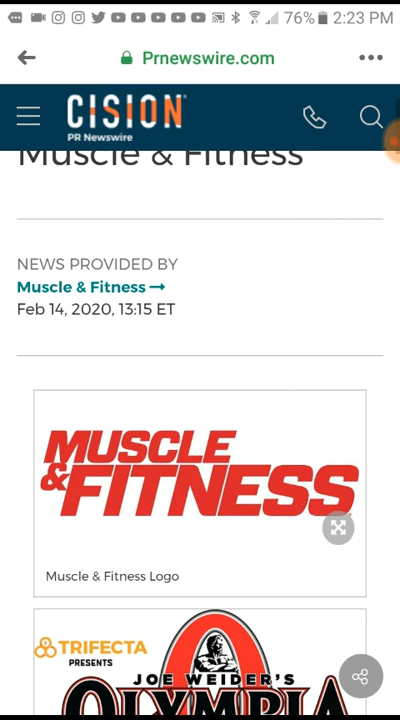 76% 2:23 PM
Prnewswire.com
CISION
PR Newswire
Muscle & Fitness
NEWS PROVIDED BY
Muscle & Fitness →
Feb 14, 2020, 13:15 ET
MUSCLE
& FITNESS
Muscle & Fitness Logo
TRIFECTA
PRESENTS
JOE WEIDER'S
OLYMPIA